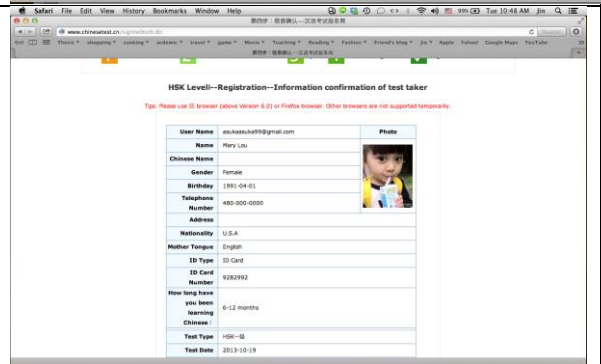 Safari File Edit View History Bookmarks Window Help 99% Tue 10:48 AM Jin
www.chinesetest.cn
Thesis shopping cooking academic travel game Movie Teaching Reading Fashion Friend's blog Jin Apple Yahoo! Google Maps YouTube
HSK LevelI--Registration--Information confirmation of test taker
Tip: Please use IE browser (above Version 6.0) or Firefox browser. Other browsers are not supported temporarily.
User Name asukaasuka99@gmail.com Photo
Name Mary Lou
Chinese Name
Gender Female
Birthday 1991-04-01
Telephone Number 480-000-0000
Address
Nationality U.S.A
Mother Tongue English
ID Type ID Card
ID Card Number 9282992
How long have you been learning Chinese： 6-12 months
Test Type HSK一级
Test Date 2013-10-19